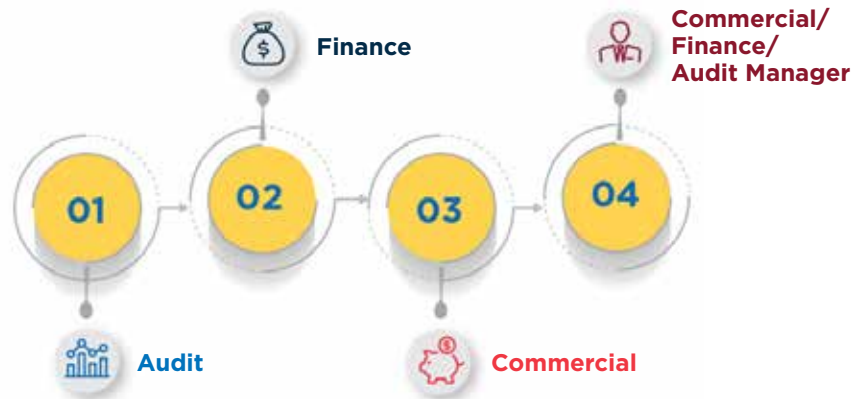 Finance
Commercial/
Finance/
Audit Manager
01
02
03
04
Audit
Commercial